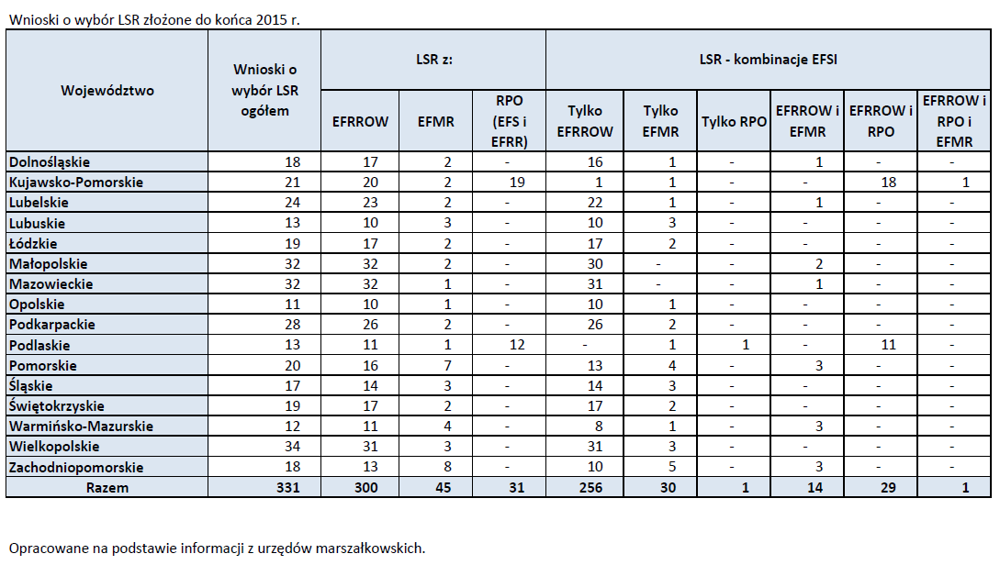 Wnioski o wybór LSR złożone do końca 2015 r.
Województwo Wnioski o wybór LSR ogółem LSR z: LSR - kombinacje EFSI
EFRROW EFMR RPO (EFS i EFRR) Tylko EFRROW Tylko EFMR Tylko RPO EFRROW i EFMR EFRROW i RPO EFRROW i RPO i EFMR
Dolnośląskie 18 17 2 - 16 1 - 1 - -
Kujawsko-Pomorskie 21 20 2 19 1 1 - - 18 1
Lubelskie 24 23 2 - 22 1 - 1 - -
Lubuskie 13 10 3 - 10 3 - - - -
Łódzkie 19 17 2 - 17 2 - - - -
Małopolskie 32 32 2 - 30 - - 2 - -
Mazowieckie 32 32 1 - 31 - - 1 - -
Opolskie 11 10 1 - 10 1 - - - -
Podkarpackie 28 26 2 - 26 2 - - - -
Podlaskie 13 11 1 12 - 1 1 - 11 -
Pomorskie 20 16 7 - 13 4 - 3 - -
Śląskie 17 14 3 - 14 3 - - - -
Świętokrzyskie 19 17 2 - 17 2 - - - -
Warmińsko-Mazurskie 12 11 4 - 8 1 - 3 - -
Wielkopolskie 34 31 3 - 31 3 - - - -
Zachodniopomorskie 18 13 8 - 10 5 - 3 - -
Razem 331 300 45 31 256 30 1 14 29 1
Opracowane na podstawie informacji z urzędów marszałkowskich.